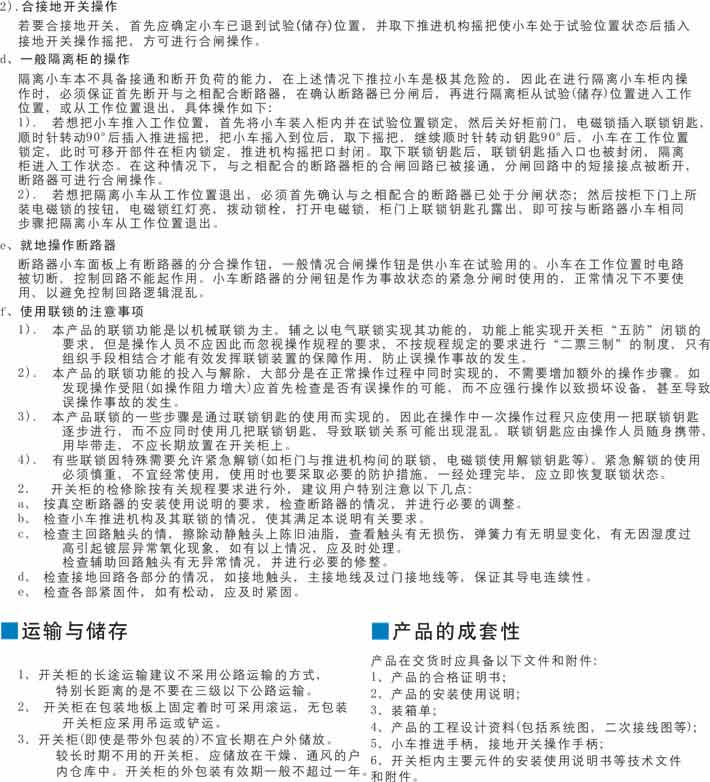 2).合接地开关操作
若要合接地开关，首先应确定小车已退到试验(储存)位置，并取下推进机构摇把使小车处于试验位置状态后插入
接地开关操作摇把，方可进行合闸操作。
d、一般隔离柜的操作
隔离小车本不具备接通和断开负荷的能力，在上述情况下推拉小车是极其危险的，因此在进行隔离小车柜内操
作时，必须保证首先断开与之相配合断路器，在确认断路器已分闸后，再进行隔离柜从试验(储存)位置进入工作
位置，或从工作位置退出，具体操作如下：
1）．若想把小车推入工作位置，首先将小车装入柜内并在试验位置锁定，然后关好柜前门，电磁锁插入联锁钥匙，
顺时针转动90°后插入推进摇把，把小车摇入到位后，取下摇把，继续顺时针转动钥匙90°后，小车在工作位置
锁定，此时可移开部件在柜内锁定，推进机构摇把口封闭。取下联锁钥匙后，联锁钥匙插入口也被封闭，隔离
柜进入工作状态。在这种情况下，与之相配合的断路器柜的合闸回路已被接通，分闸回路中的短接接点被断开，
断路器可进行合闸操作。
2）．若想把隔离小车从工作位置退出，必须首先确认与之相配合的断路器已处于分闸状态；然后按柜下门上所
装电磁锁的按钮，电磁锁红灯亮，拨动锁栓，打开电磁锁，柜门上联锁钥匙孔露出，即可按与断路器小车相同
步骤把隔离小车从工作位置退出。
e、就地操作断路器
断路器小车面板上有断路器的分合操作钮，一般情况合闸操作钮是供小车在试验用的。小车在工作位置时电路
被切断，控制回路不能起作用。小车断路器的分闸钮是作为事故状态的紧急分闸时使用的，正常情况下不要使
用，以避免控制回路逻辑混乱。
f、使用联锁的注意事项
1）．本产品的联锁功能是以机械联锁为主，辅之以电气联锁实现其功能的，功能上能实现开关柜“五防”闭锁的
要求，但是操作人员不应因此而忽视操作规程的要求，不按规程规定的要求进行“二票三制”的制度，只有
组织手段相结合才能有效发挥联锁装置的保障作用，防止误操作事故的发生。
2）．本产品的联锁功能的投入与解除，大部分是在正常操作过程中同时实现的，不需要增加额外的操作步骤。如
发现操作受阻(如操作阻力增大)应首先检查是否有误操作的可能，而不应强行操作以致损坏设备，甚至导致
误操作事故的发生。
3）．本产品联锁的一些步骤是通过联锁钥匙的使用而实现的，因此在操作中一次操作过程只应使用一把联锁钥匙
逐步进行，而不应同时使用几把联锁钥匙，导致联锁关系可能出现混乱。联锁钥匙应由操作人员随身携带，
用毕带走，不应长期放置在开关柜上。
4）．有些联锁因特殊需要允许紧急解锁(如柜门与推进机构间的联锁，电磁锁使用解锁钥匙等)。紧急解锁的使用
必须慎重，不宜经常使用，使用时也要采取必要的防护措施，一经处理完毕，应立即恢复联锁状态。
2．开关柜的检修除按有关规程要求进行外，建议用户特别注意以下几点：
a、按真空断路器的安装使用说明的要求，检查断路器的情况，并进行必要的调整。
b、检查小车推进机构及其联锁的情况，使其满足本说明有关要求。
c、检查主回路触头的情，擦除动静触头上陈旧油脂，查看触头有无损伤，弹簧力有无明显变化，有无因湿度过
高引起镀层异常氧化现象，如有以上情况，应及时处理。
检查辅助回路触头有无异常情况，并进行必要的修整。
d、检查接地回路各部分的情况，如接地触头，主接地线及过门接地线等，保证其导电连续性。
e、检查各部紧固件，如有松动，应及时紧固。
运输与储存
1、开关柜的长途运输建议不采用公路运输的方式，
特别长距离的是不要在三级以下公路运输。
2、开关柜在包装地板上固定着时可采用滚运，无包装
开关柜应采用吊运或铲运。
3、开关柜(即使是带外包装的)不宜长期在户外储放。
较长时期不用的开关柜，应储放在干燥、通风的户
内仓库中。开关柜的外包装有效期一般不超过一年。
产品的成套性
产品在交货时应具备以下文件和附件：
1、产品的合格证明书；
2、产品的安装使用说明；
3、装箱单；
4、产品的工程设计资料(包括系统图，二次接线图等)；
5、小车推进手柄，接地开关操作手柄；
6、开关柜内主要元件的安装使用说明书等技术文件
和附件。